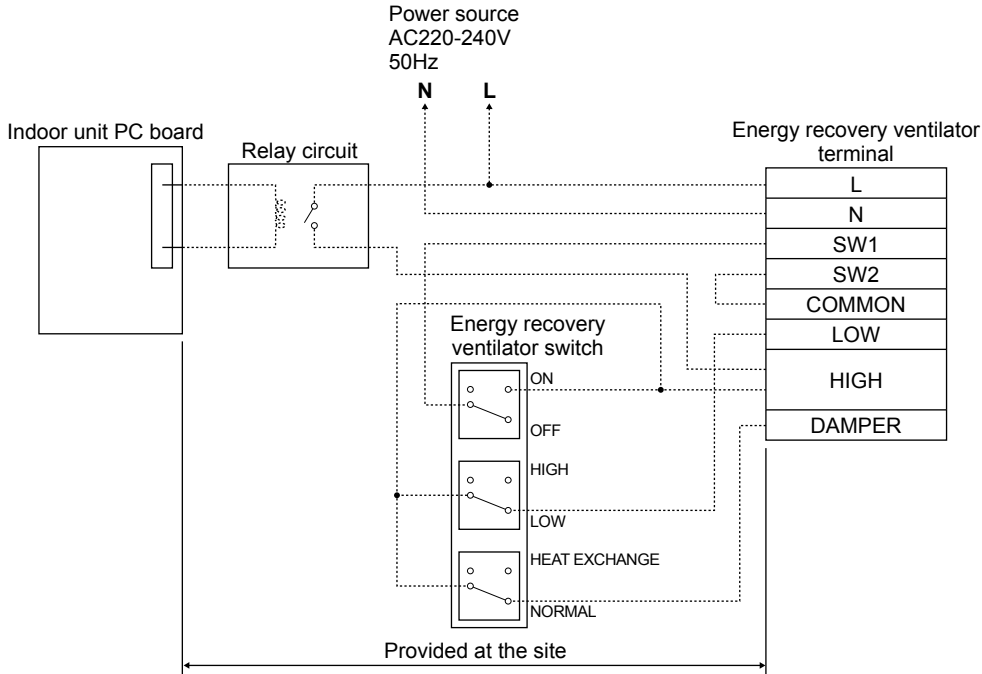 Power source
AC220-240V
50Hz
N
L
Indoor unit PC board
Relay circuit
Energy recovery ventilator
terminal
L
N
SW1
SW2
COMMON
LOW
HIGH
DAMPER
Energy recovery
ventilator switch
ON
OFF
HIGH
LOW
HEAT EXCHANGE
NORMAL
Provided at the site